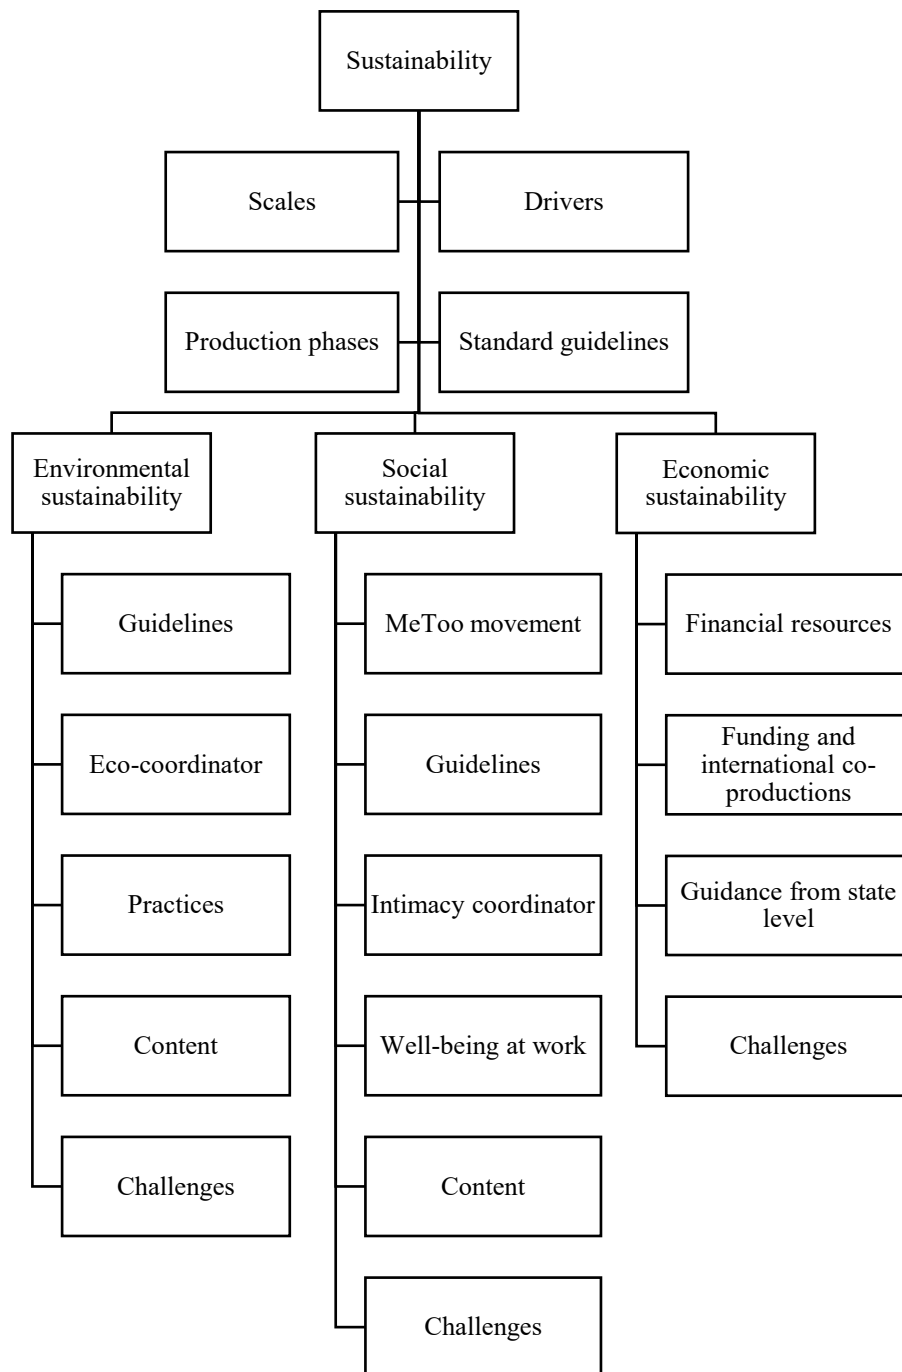 Sustainability
Scales
Drivers
Production phases
Standard guidelines
Environmental
sustainability
Social
sustainability
Economic
sustainability
Guidelines
Eco-coordinator
Practices
Content
Challenges
MeToo movement
Guidelines
Intimacy coordinator
Well-being at work
Content
Challenges
Financial resources
Funding and
international co-
productions
Guidance from state
level
Challenges